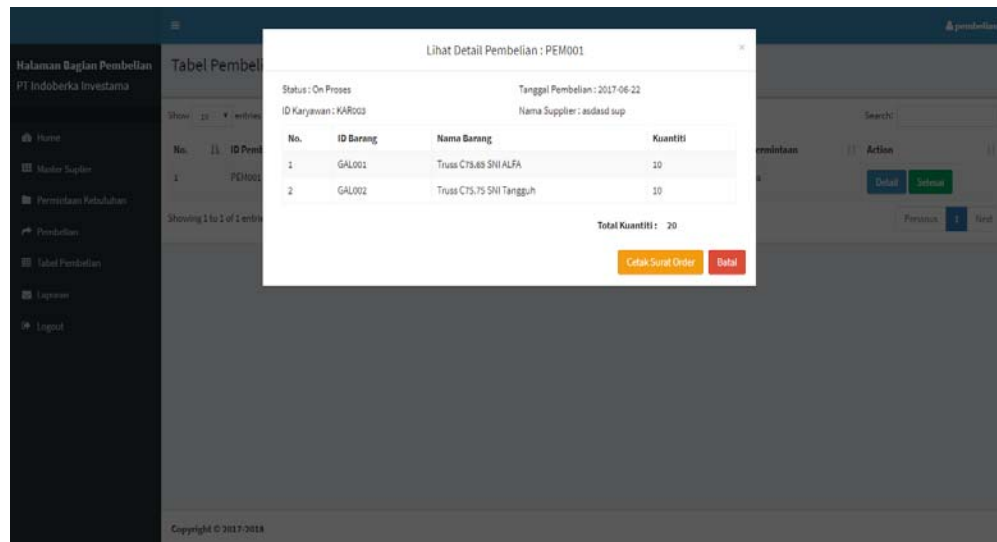 pembelian
Halaman Bagian Pembelian
PT Indoberka Investama
Home
Master Suplier
Permintaan Kebutuhan
Pembelian
Tabel Pembelian
Laporan
Logout
Tabel Pembeli
Show 10 entries
Search:
No. ID Pemb ermintaan Action
1 PEM001 a Detail Selesai
Showing 1 to 1 of 1 entrie
Previous 1 Next
Lihat Detail Pembelian : PEM001 ×
Status : On Proses Tanggal Pembelian : 2017-06-22
ID Karyawan : KAR003 Nama Supplier : asdasd sup
No. ID Barang Nama Barang Kuantiti
1 GAL001 Truss C75.65 SNI ALFA 10
2 GAL002 Truss C75.75 SNI Tangguh 10
Total Kuantiti : 20
Cetak Surat Order Batal
Copyright © 2017-2018